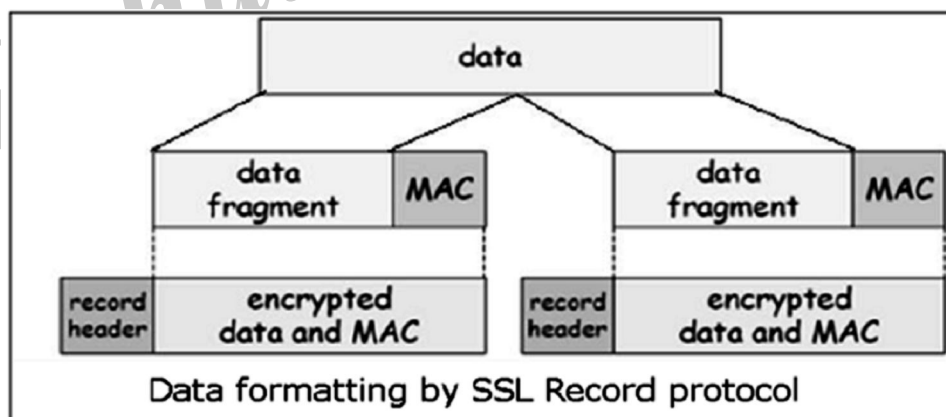 data
data
fragment
MAC
data
fragment
MAC
record
header
encrypted
data and MAC
record
header
encrypted
data and MAC
Data formatting by SSL Record protocol